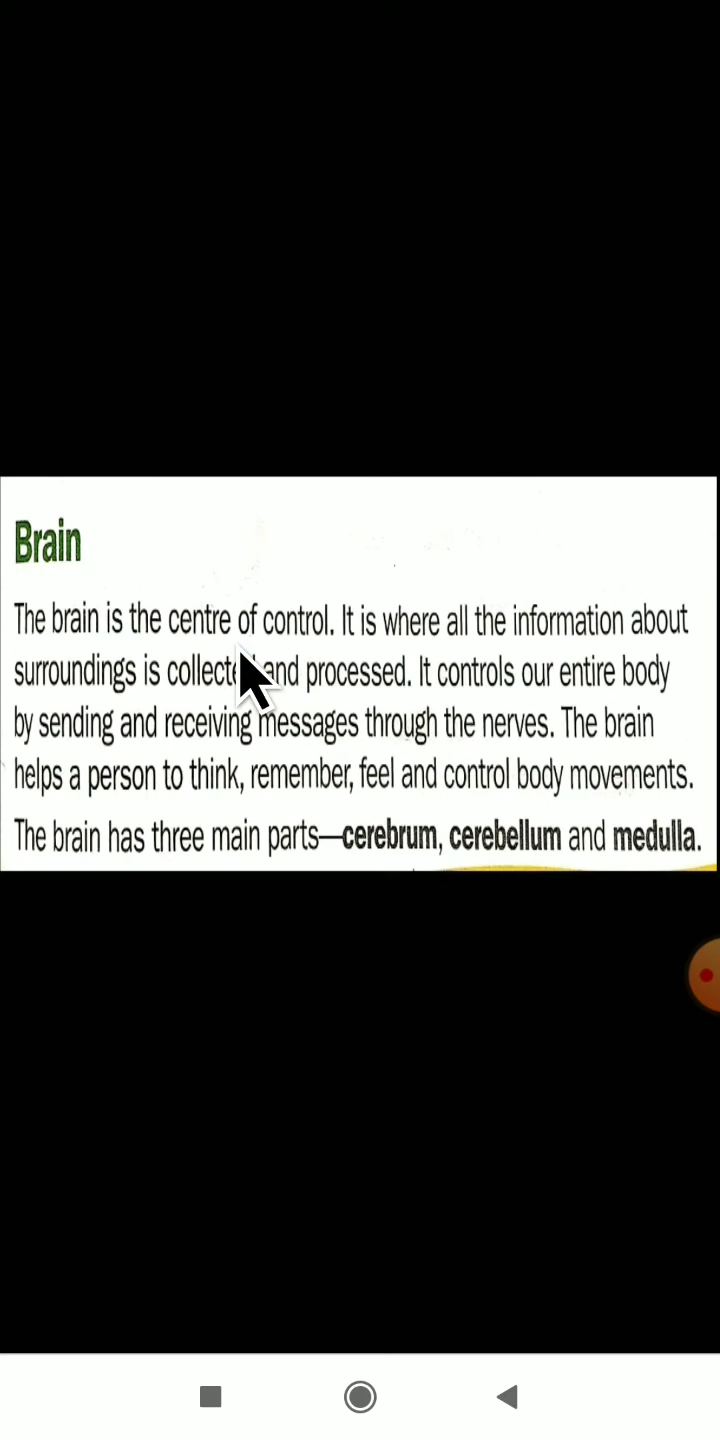 Brain
The brain is the centre of control. It is where all the information about
surroundings is collected and processed. It controls our entire body
by sending and receiving messages through the nerves. The brain
helps a person to think, remember, feel and control body movements.
The brain has three main parts—cerebrum, cerebellum and medulla.